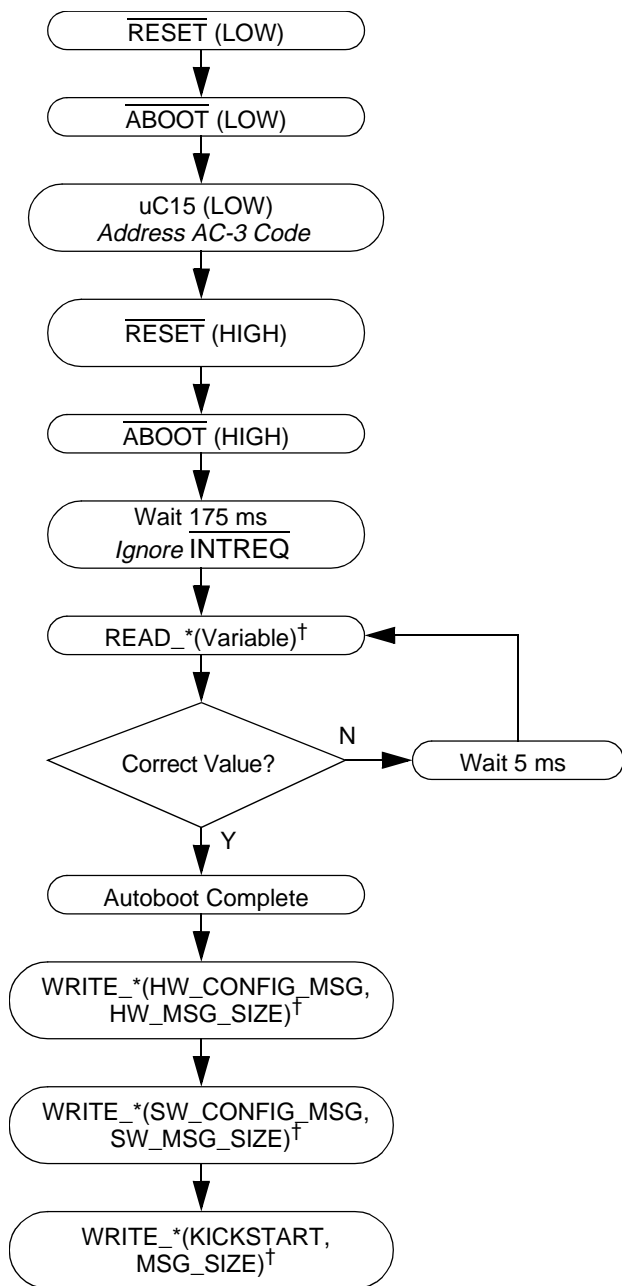 RESET (LOW)
ABOOT (LOW)
uC15 (LOW)
Address AC-3 Code
RESET (HIGH)
ABOOT (HIGH)
Wait 175 ms
Ignore INTREQ
READ_*(Variable)†
Correct Value?
N
Wait 5 ms
Y
Autoboot Complete
WRITE_*(HW_CONFIG_MSG,
HW_MSG_SIZE)†
WRITE_*(SW_CONFIG_MSG,
SW_MSG_SIZE)†
WRITE_*(KICKSTART,
MSG_SIZE)†